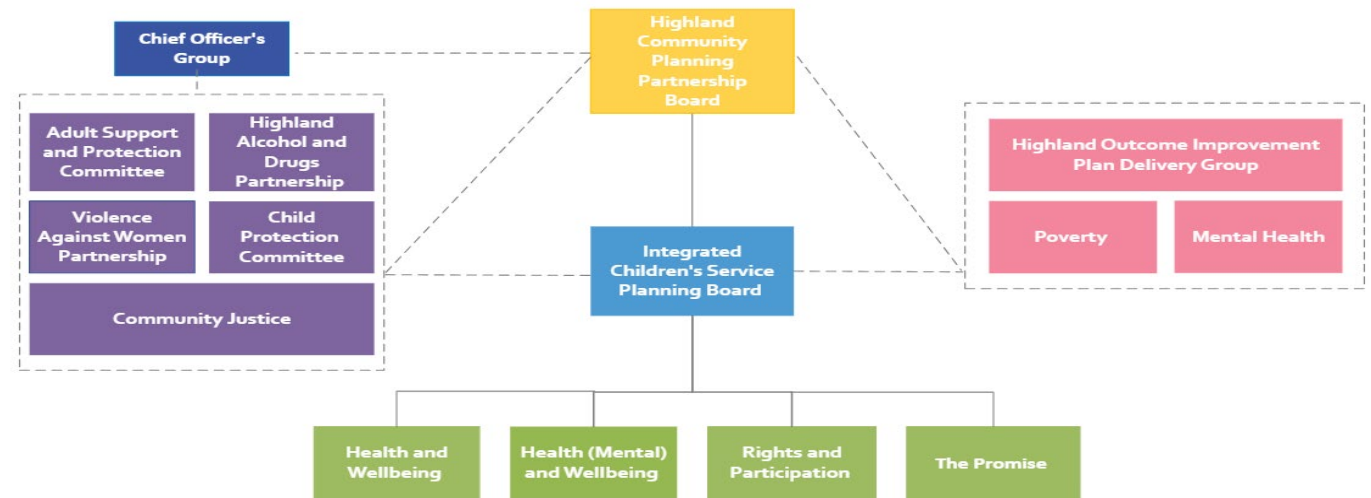 Chief Officer's
Group
Highland
Community
Planning
Partnership
Board
Adult Support
and Protection
Committee
Highland
Alcohol and
Drugs
Partnership
Violence
Against Women
Partnership
Child
Protection
Committee
Community Justice
Highland Outcome Improvement
Plan Delivery Group
Poverty
Mental Health
Integrated
Children's Service
Planning Board
Health and
Wellbeing
Health (Mental)
and Wellbeing
Rights and
Participation
The Promise